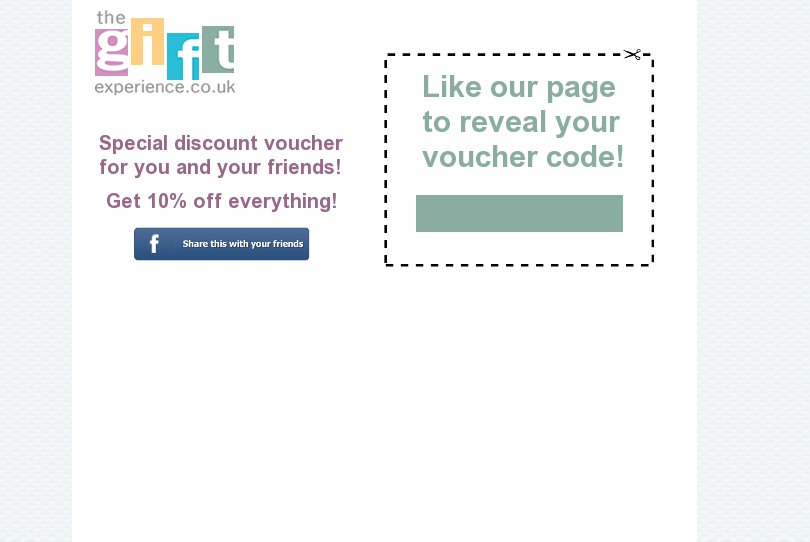 the
gift
experience.co.uk
Special discount voucher
for you and your friends!
Get 10% off everything!
f Share this with your friends
Like our page
to reveal your
voucher code!